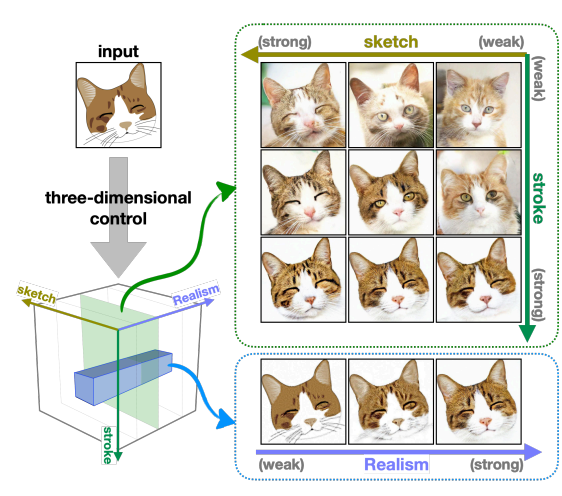 input
three-dimensional
control
sketch
Realism
stroke
(strong)
sketch
(weak)
(weak)
stroke
(strong)
(weak)
Realism
(strong)